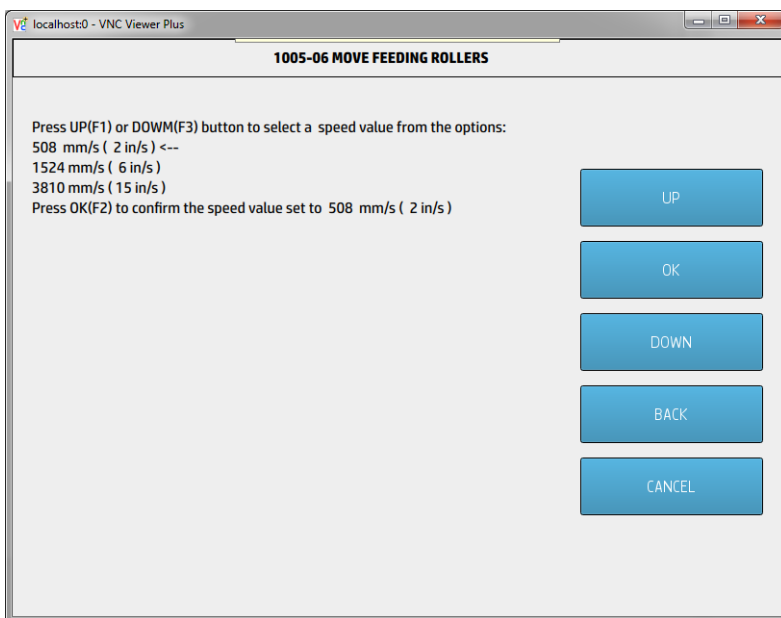 localhost:0 - VNC Viewer Plus
1005-06 MOVE FEEDING ROLLERS
Press UP(F1) or DOWM(F3) button to select a speed value from the options:
508 mm/s ( 2 in/s ) <--
1524 mm/s ( 6 in/s )
3810 mm/s ( 15 in/s )
Press OK(F2) to confirm the speed value set to 508 mm/s ( 2 in/s )
UP
OK
DOWN
BACK
CANCEL